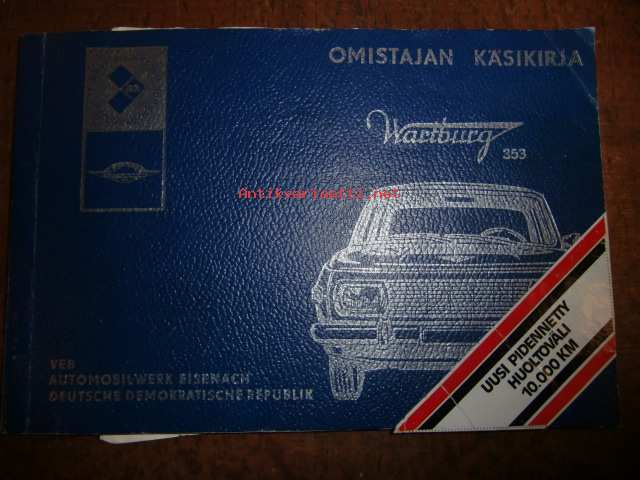 OMISTAJAN KÄSIKIRJA
Wartburg
353
Antikvariaatti.net
VEB
AUTOMOBILWERK EISENACH
DEUTSCHE DEMOKRATISCHE REPUBLIK
UUSI PIDENNETTY
HUOLTOVÄLI
10.000 KM